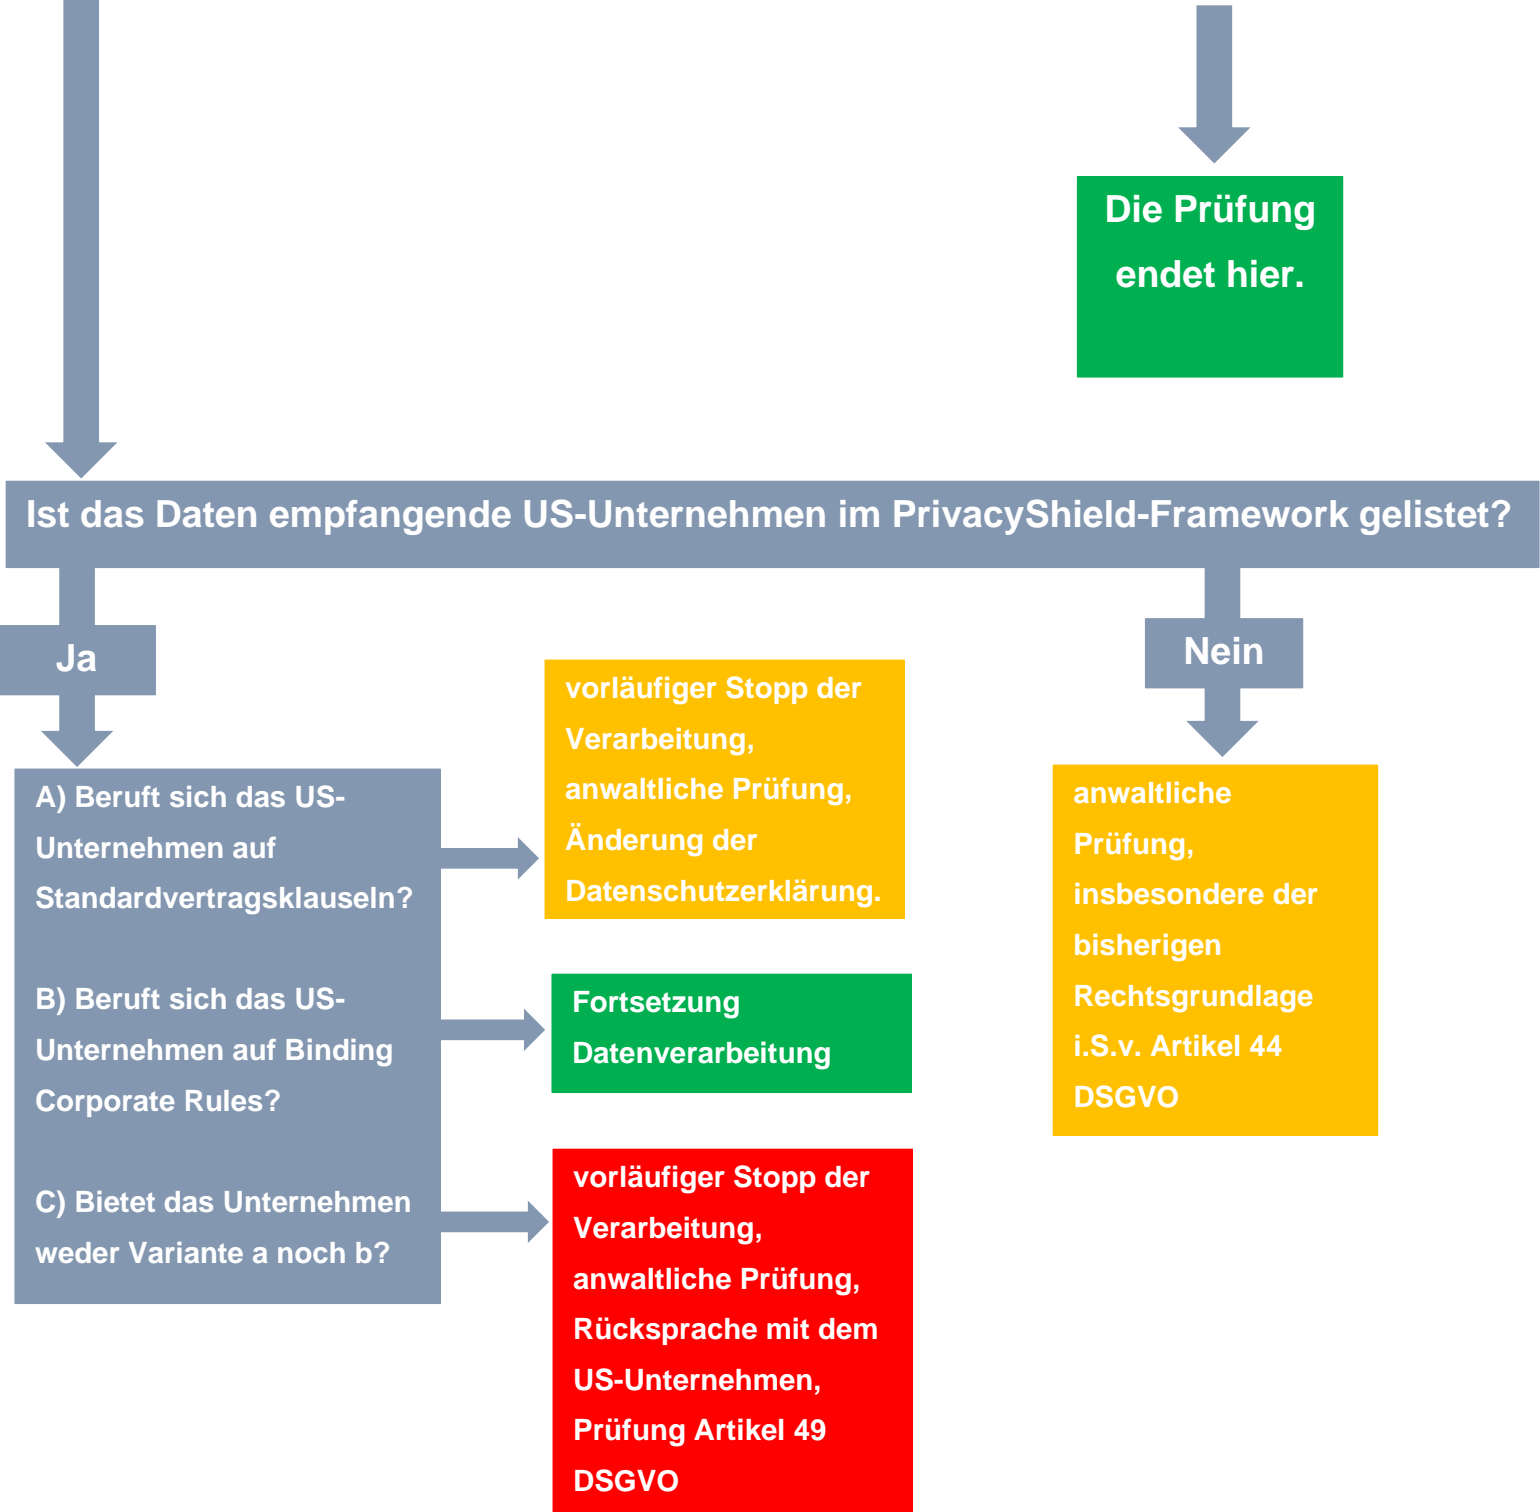 Die Prüfung
endet hier.
Ist das Daten empfangende US-Unternehmen im PrivacyShield-Framework gelistet?
Ja
Nein
A) Beruft sich das US-
Unternehmen auf
Standardvertragsklauseln?
B) Beruft sich das US-
Unternehmen auf Binding
Corporate Rules?
C) Bietet das Unternehmen
weder Variante a noch b?
vorläufiger Stopp der
Verarbeitung,
anwaltliche Prüfung,
Änderung der
Datenschutzerklärung.
Fortsetzung
Datenverarbeitung
vorläufiger Stopp der
Verarbeitung,
anwaltliche Prüfung,
Rücksprache mit dem
US-Unternehmen,
Prüfung Artikel 49
DSGVO
anwaltliche
Prüfung,
insbesondere der
bisherigen
Rechtsgrundlage
i.S.v. Artikel 44
DSGVO